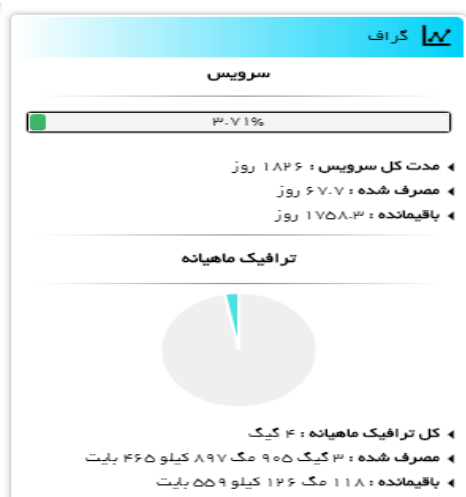 گراف
سرویس
۳.۷۱%
مدت کل سرویس : ۱۸۲۶ روز
مصرف شده : ۶۷.۷ روز
باقیمانده : ۱۷۵۸.۳ روز
ترافیک ماهیانه
کل ترافیک ماهیانه : ۴ گیگ
مصرف شده : ۳ گیگ ۹۰۵ مگ ۸۹۷ کیلو ۴۶۵ بایت
باقیمانده : ۱۱۸ مگ ۱۲۶ کیلو ۵۵۹ بایت